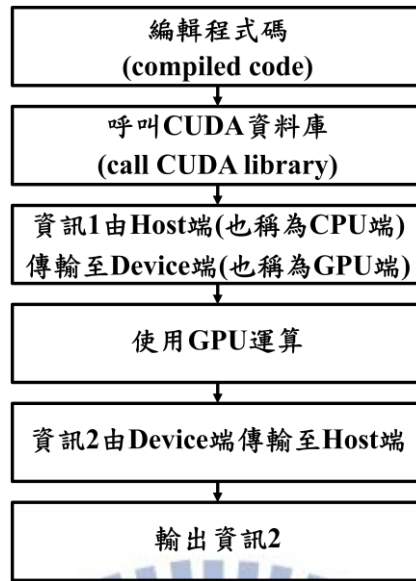 編輯程式碼
(compiled code)
呼叫CUDA資料庫
(call CUDA library)
資訊1由Host端(也稱為CPU端)
傳輸至Device端(也稱為GPU端)
使用GPU運算
資訊2由Device端傳輸至Host端
輸出資訊2